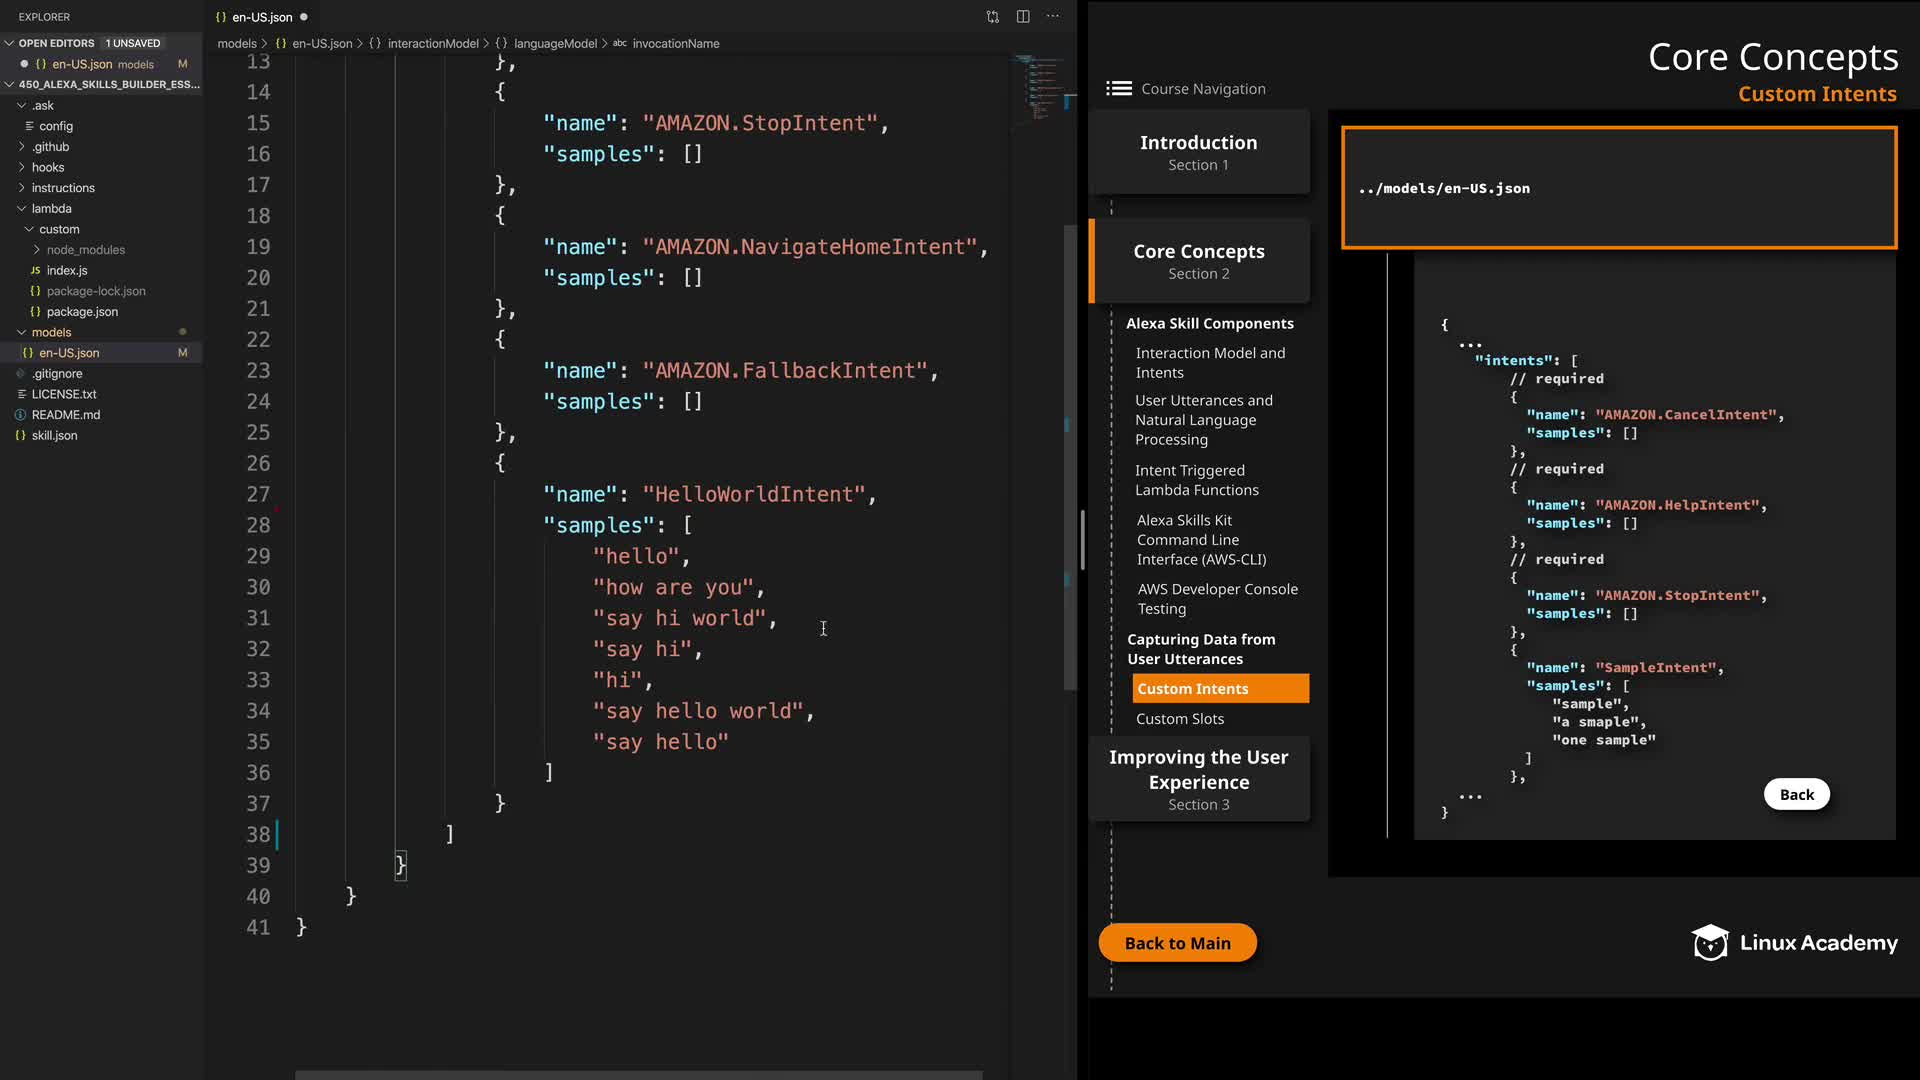 EXPLORER
OPEN EDITORS 1 UNSAVED
{} en-US.json models M
450_ALEXA_SKILLS_BUILDER_ESS...
.ask
config
.github
hooks
instructions
lambda
custom
node_modules
JS index.js
{} package-lock.json
{} package.json
models
{} en-US.json M
.gitignore
LICENSE.txt
README.md
{} skill.json
{} en-US.json
models > {} en-US.json > {} interactionModel > {} languageModel > abc invocationName
13 },
14 {
15 "name": "AMAZON.StopIntent",
16 "samples": []
17 },
18 {
19 "name": "AMAZON.NavigateHomeIntent",
20 "samples": []
21 },
22 {
23 "name": "AMAZON.FallbackIntent",
24 "samples": []
25 },
26 {
27 "name": "HelloWorldIntent",
28 "samples": [
29 "hello",
30 "how are you",
31 "say hi world",
32 "say hi",
33 "hi",
34 "say hello world",
35 "say hello"
36 ]
37 }
38 ]
39 }
40 }
41 }
Core Concepts
Custom Intents
Course Navigation
Introduction
Section 1
Core Concepts
Section 2
Alexa Skill Components
Interaction Model and
Intents
User Utterances and
Natural Language
Processing
Intent Triggered
Lambda Functions
Alexa Skills Kit
Command Line
Interface (AWS-CLI)
AWS Developer Console
Testing
Capturing Data from
User Utterances
Custom Intents
Custom Slots
Improving the User
Experience
Section 3
Back to Main
../models/en-US.json
{
...
"intents": [
// required
{
"name": "AMAZON.CancelIntent",
"samples": []
},
// required
{
"name": "AMAZON.HelpIntent",
"samples": []
},
// required
{
"name": "AMAZON.StopIntent",
"samples": []
},
{
"name": "SampleIntent",
"samples": [
"sample",
"a smaple",
"one sample"
]
},
...
}
Back
Linux Academy